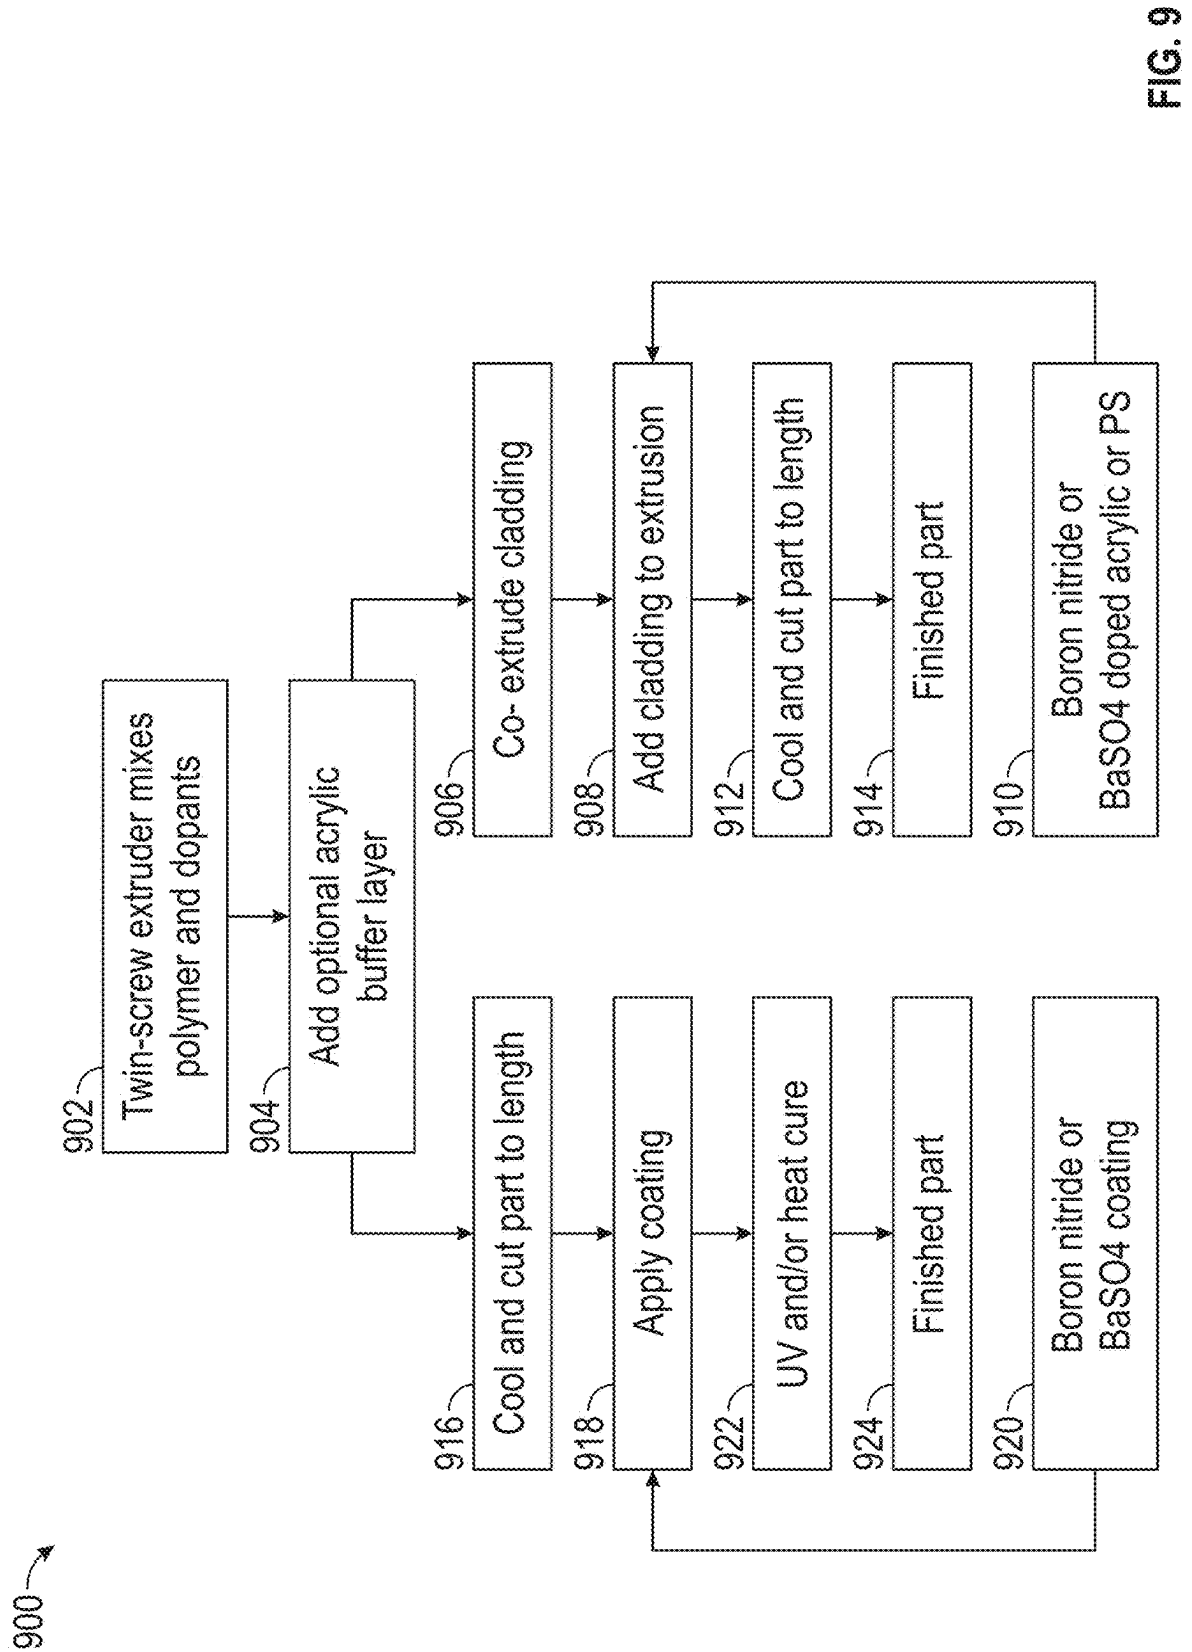 900
902
Twin-screw extruder mixes
polymer and dopants
904
Add optional acrylic
buffer layer
916
Cool and cut part to length
918
Apply coating
922
UV and/or heat cure
924
Finished part
920
Boron nitride or
BaSO4 coating
906
Co- extrude cladding
908
Add cladding to extrusion
912
Cool and cut part to length
914
Finished part
910
Boron nitride or
BaSO4 doped acrylic or PS
FIG. 9